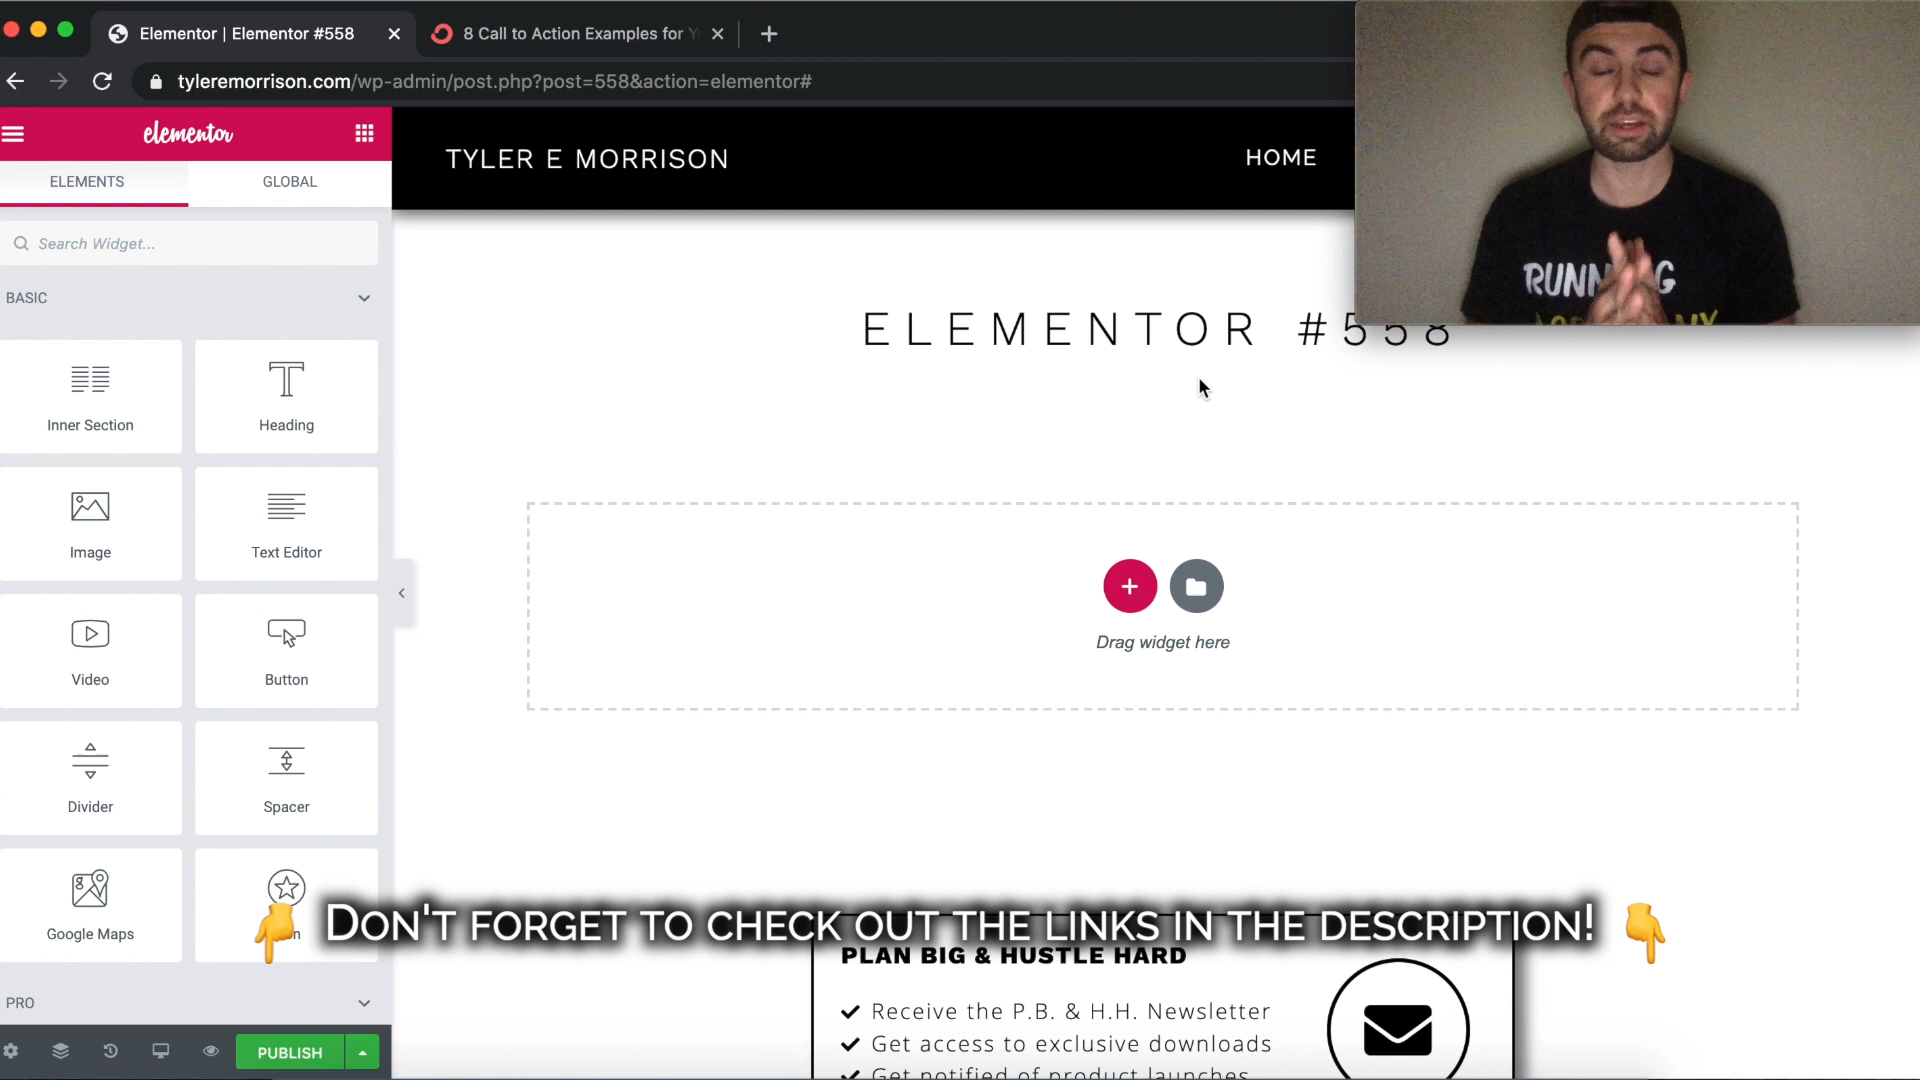 Elementor | Elementor #558
8 Call to Action Examples for Y
tyleremorrison.com/wp-admin/post.php?post=558&action=elementor#
elementor
ELEMENTS
GLOBAL
Search Widget...
BASIC
Inner Section
Heading
Image
Text Editor
Video
Button
Divider
Spacer
Google Maps
PRO
PUBLISH
TYLER E MORRISON
HOME
ELEMENTOR #558
Drag widget here
DON'T FORGET TO CHECK OUT THE LINKS IN THE DESCRIPTION!
PLAN BIG & HUSTLE HARD
Receive the P.B. & H.H. Newsletter
Get access to exclusive downloads
Get notified of product launches